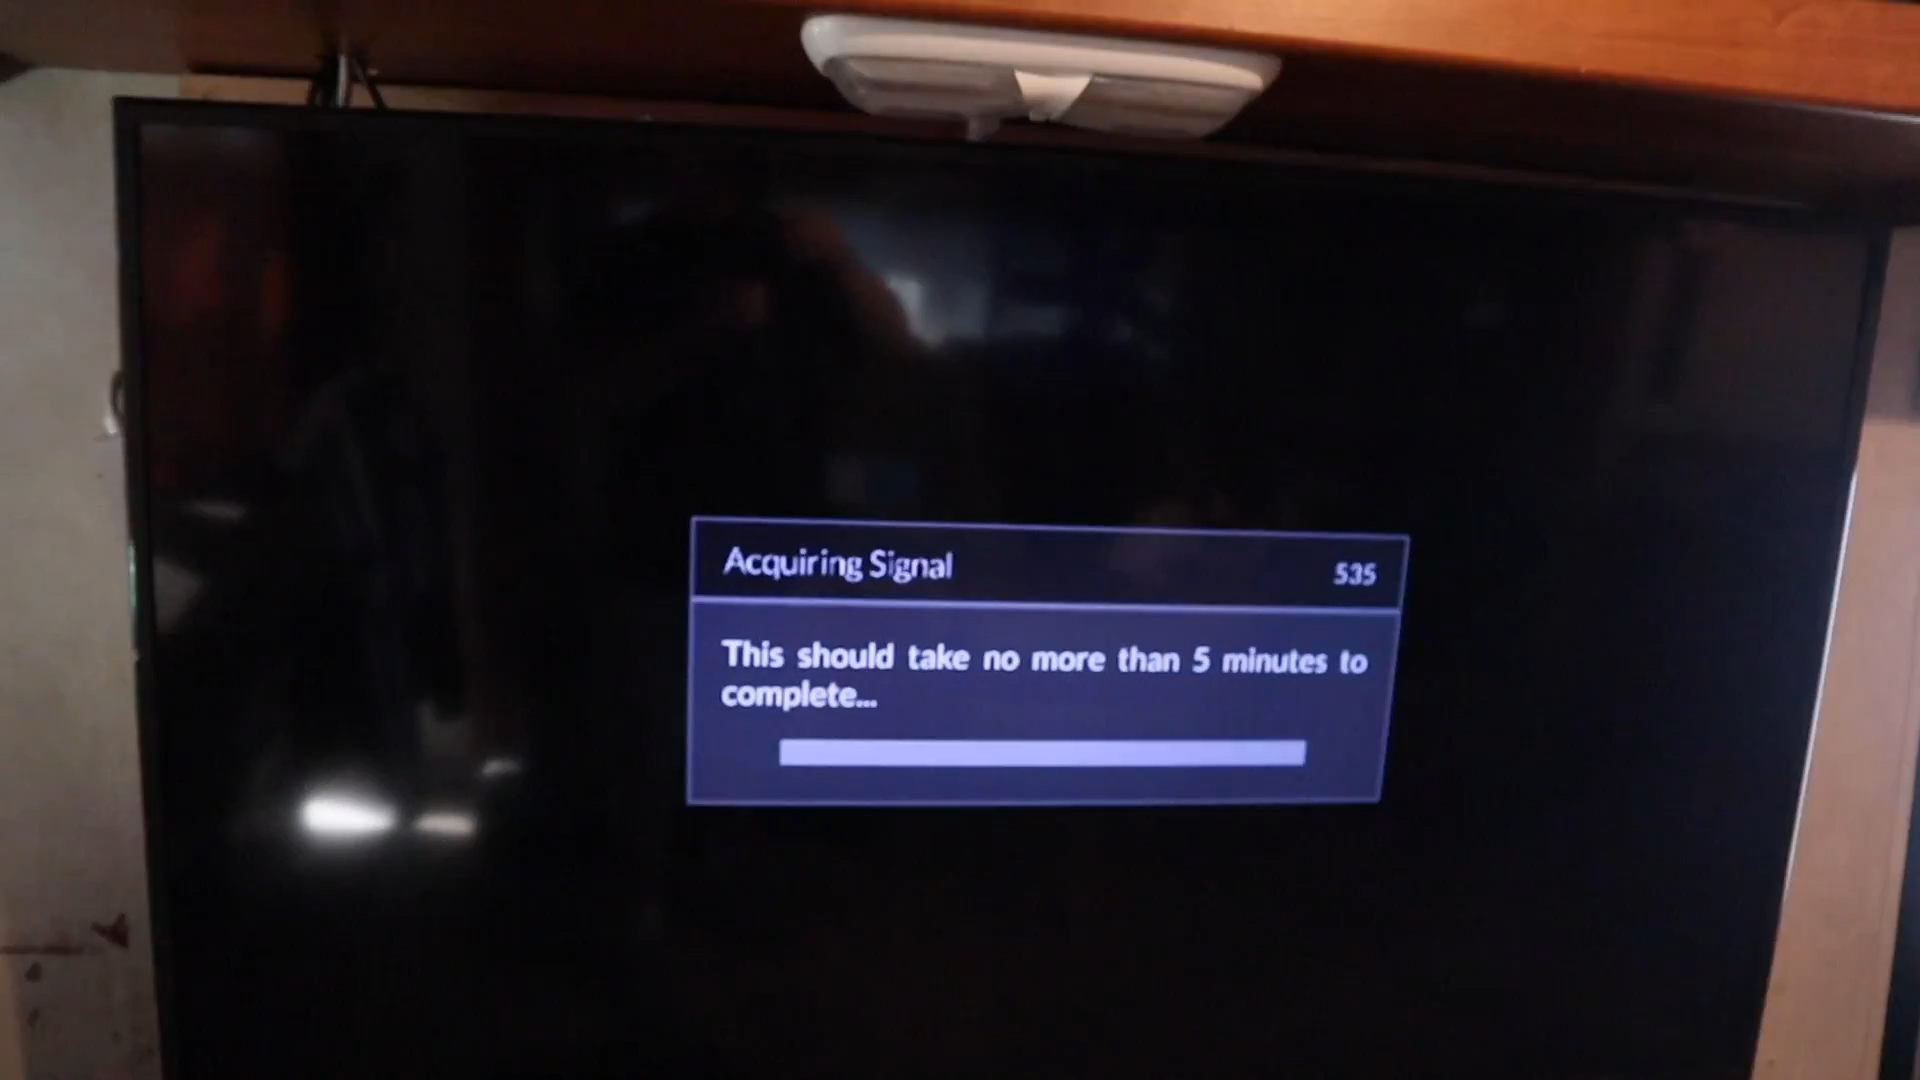 Acquiring Signal 535
This should take no more than 5 minutes to
complete...